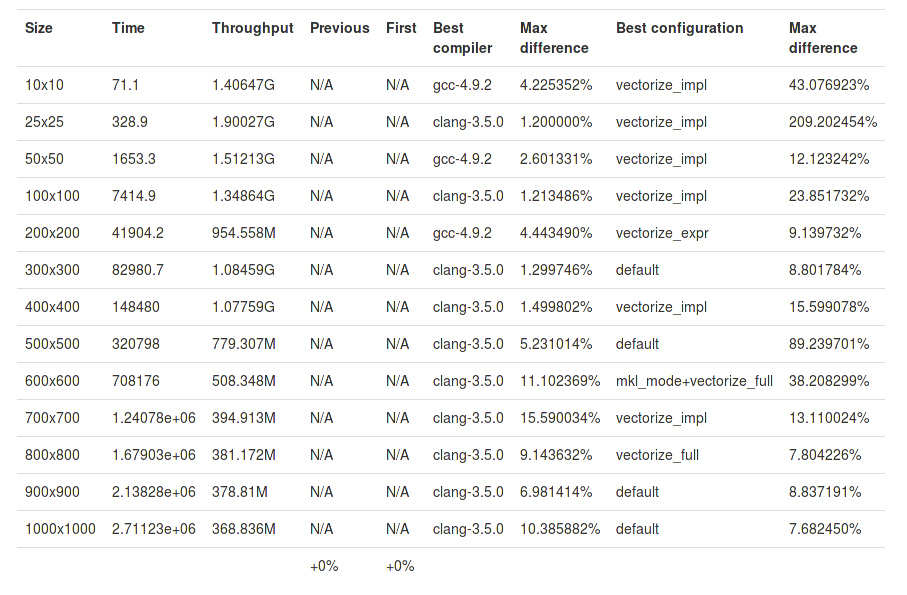 Size Time Throughput Previous First Best compiler Max difference Best configuration Max difference
10x10 71.1 1.40647G N/A N/A gcc-4.9.2 4.225352% vectorize_impl 43.076923%
25x25 328.9 1.90027G N/A N/A clang-3.5.0 1.200000% vectorize_impl 209.202454%
50x50 1653.3 1.51213G N/A N/A gcc-4.9.2 2.601331% vectorize_impl 12.123242%
100x100 7414.9 1.34864G N/A N/A clang-3.5.0 1.213486% vectorize_impl 23.851732%
200x200 41904.2 954.558M N/A N/A gcc-4.9.2 4.443490% vectorize_expr 9.139732%
300x300 82980.7 1.08459G N/A N/A clang-3.5.0 1.299746% default 8.801784%
400x400 148480 1.07759G N/A N/A clang-3.5.0 1.499802% vectorize_impl 15.599078%
500x500 320798 779.307M N/A N/A clang-3.5.0 5.231014% default 89.239701%
600x600 708176 508.348M N/A N/A clang-3.5.0 11.102369% mkl_mode+vectorize_full 38.208299%
700x700 1.24078e+06 394.913M N/A N/A clang-3.5.0 15.590034% vectorize_impl 13.110024%
800x800 1.67903e+06 381.172M N/A N/A clang-3.5.0 9.143632% vectorize_full 7.804226%
900x900 2.13828e+06 378.81M N/A N/A clang-3.5.0 6.981414% default 8.837191%
1000x1000 2.71123e+06 368.836M N/A N/A clang-3.5.0 10.385882% default 7.682450%
+0% +0%